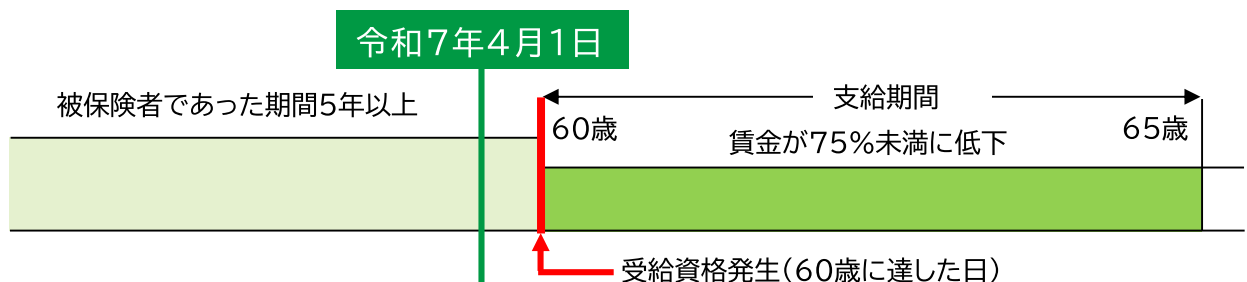 令和7年4月1日
被保険者であった期間5年以上
支給期間
60歳
65歳
賃金が75%未満に低下
受給資格発生(60歳に達した日)